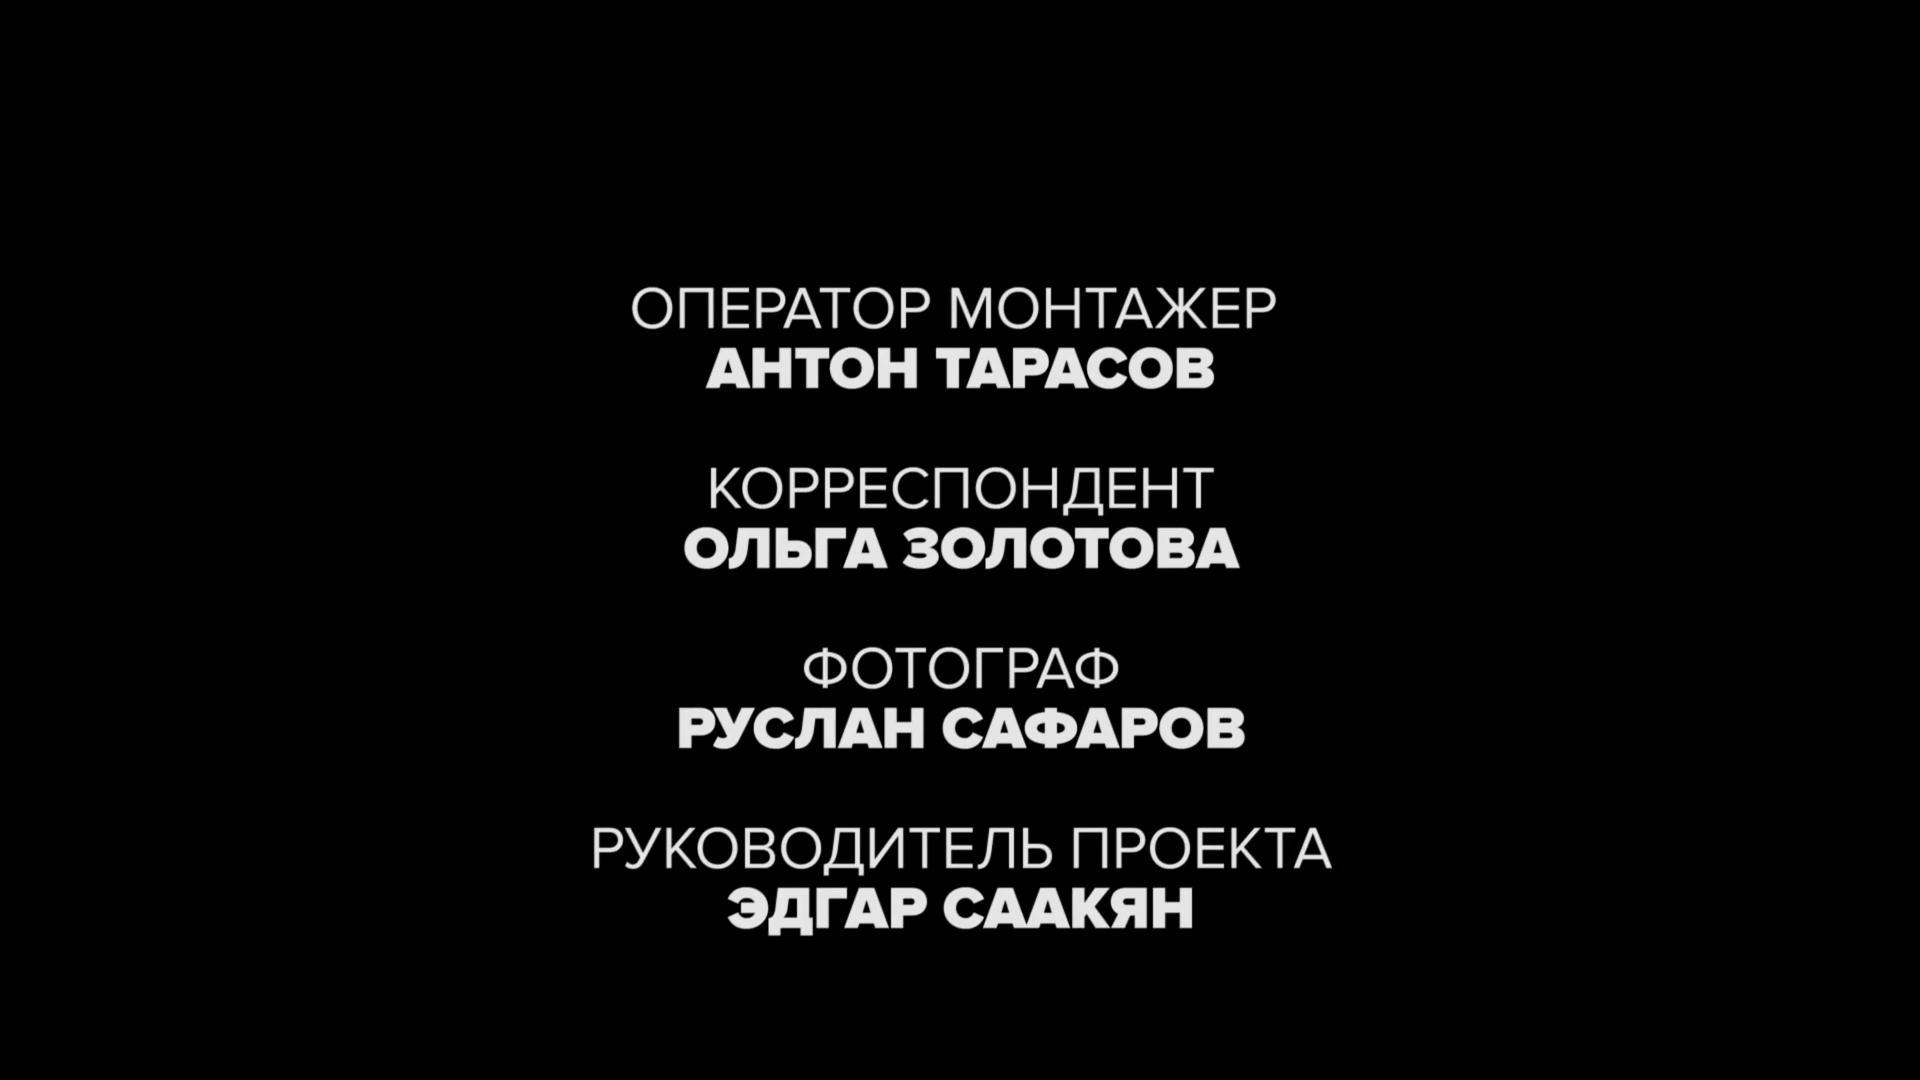 ОПЕРАТОР МОНТАЖЕР
АНТОН ТАРАСОВ
КОРРЕСПОНДЕНТ
ОЛЬГА ЗОЛОТОВА
ФОТОГРАФ
РУСЛАН САФАРОВ
РУКОВОДИТЕЛЬ ПРОЕКТА
ЭДГАР СААКЯН